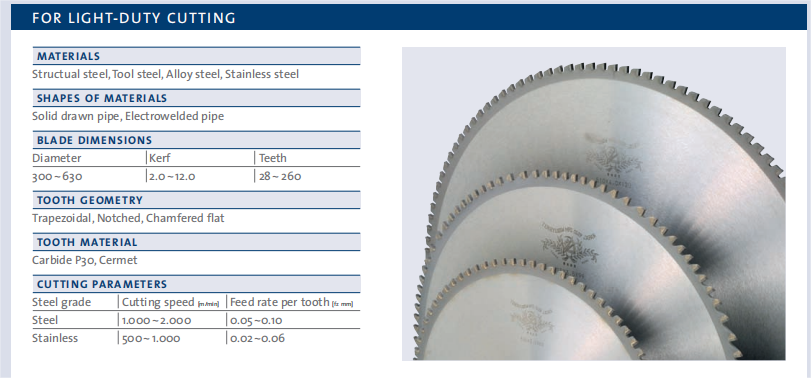 FOR LIGHT-DUTY CUTTING
MATERIALS
Structual steel, Tool steel, Alloy steel, Stainless steel
SHAPES OF MATERIALS
Solid drawn pipe, Electrowelded pipe
BLADE DIMENSIONS
Diameter Kerf Teeth
300~630 2.0~12.0 28~260
TOOTH GEOMETRY
Trapezoidal, Notched, Chamfered flat
TOOTH MATERIAL
Carbide P30, Cermet
CUTTING PARAMETERS
Steel grade Cutting speed [m/min] Feed rate per tooth [fz mm]
Steel 1.000~2.000 0.05~0.10
Stainless 500~1.000 0.02~0.06